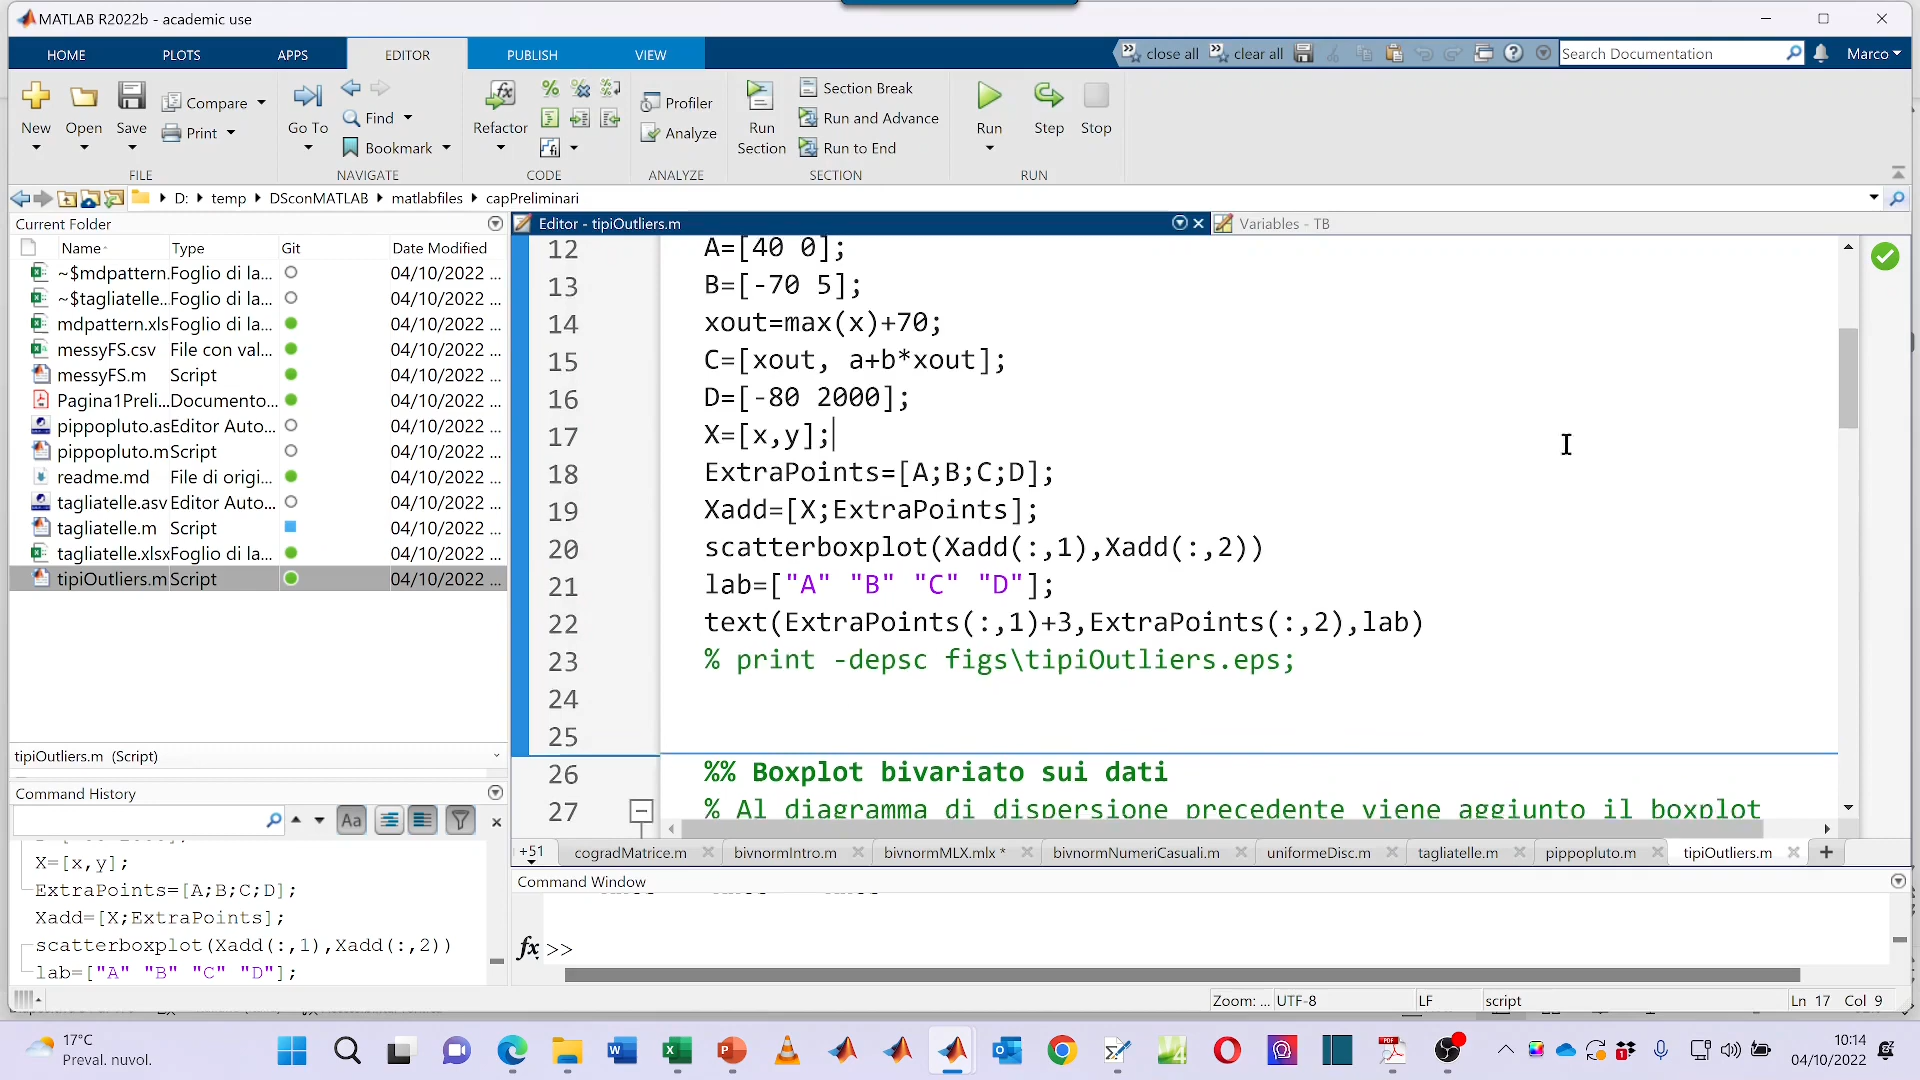 MATLAB R2022b - academic use
HOME PLOTS APPS EDITOR PUBLISH VIEW close all clear all Search Documentation Marco
New Open Save Compare Print Go To Find Bookmark Refactor Profiler Analyze Run Section Section Break Run and Advance Run to End Run Step Stop
FILE NAVIGATE CODE ANALYZE SECTION RUN
D: temp DSconMATLAB matlabfiles capPreliminari
Current Folder
Name Type Git Date Modified
~$mdpattern. Foglio di la... 04/10/2022 ...
~$tagliatelle... Foglio di la... 04/10/2022 ...
mdpattern.xls Foglio di la... 04/10/2022 ...
messyFS.csv File con val... 04/10/2022 ...
messyFS.m Script 04/10/2022 ...
Pagina1Preli... Documento... 04/10/2022 ...
pippopluto.as Editor Auto... 04/10/2022 ...
pippopluto.m Script 04/10/2022 ...
readme.md File di origi... 04/10/2022 ...
tagliatelle.asv Editor Auto... 04/10/2022 ...
tagliatelle.m Script 04/10/2022 ...
tagliatelle.xlsx Foglio di la... 04/10/2022 ...
tipiOutliers.m Script 04/10/2022 ...
tipiOutliers.m (Script)
Command History
Aa
X=[x,y];
ExtraPoints=[A;B;C;D];
Xadd=[X;ExtraPoints];
scatterboxplot(Xadd(:,1),Xadd(:,2))
lab=["A" "B" "C" "D"];
Editor - tipiOutliers.m
Variables - TB
12 A=[40 0];
13 B=[-70 5];
14 xout=max(x)+70;
15 C=[xout, a+b*xout];
16 D=[-80 2000];
17 X=[x,y];
18 ExtraPoints=[A;B;C;D];
19 Xadd=[X;ExtraPoints];
20 scatterboxplot(Xadd(:,1),Xadd(:,2))
21 lab=["A" "B" "C" "D"];
22 text(ExtraPoints(:,1)+3,ExtraPoints(:,2),lab)
23 % print -depsc figs\tipiOutliers.eps;
24
25
26 %% Boxplot bivariato sui dati
27 % Al diagramma di dispersione precedente viene aggiunto il boxplot
+51 cogradMatrice.m bivnormIntro.m bivnormMLX.mlx * bivnormNumeriCasuali.m uniformeDisc.m tagliatelle.m pippopluto.m tipiOutliers.m
Command Window
fx >>
Zoom: ... UTF-8 LF script Ln 17 Col 9
17°C
Preval. nuvol.
10:14
04/10/2022